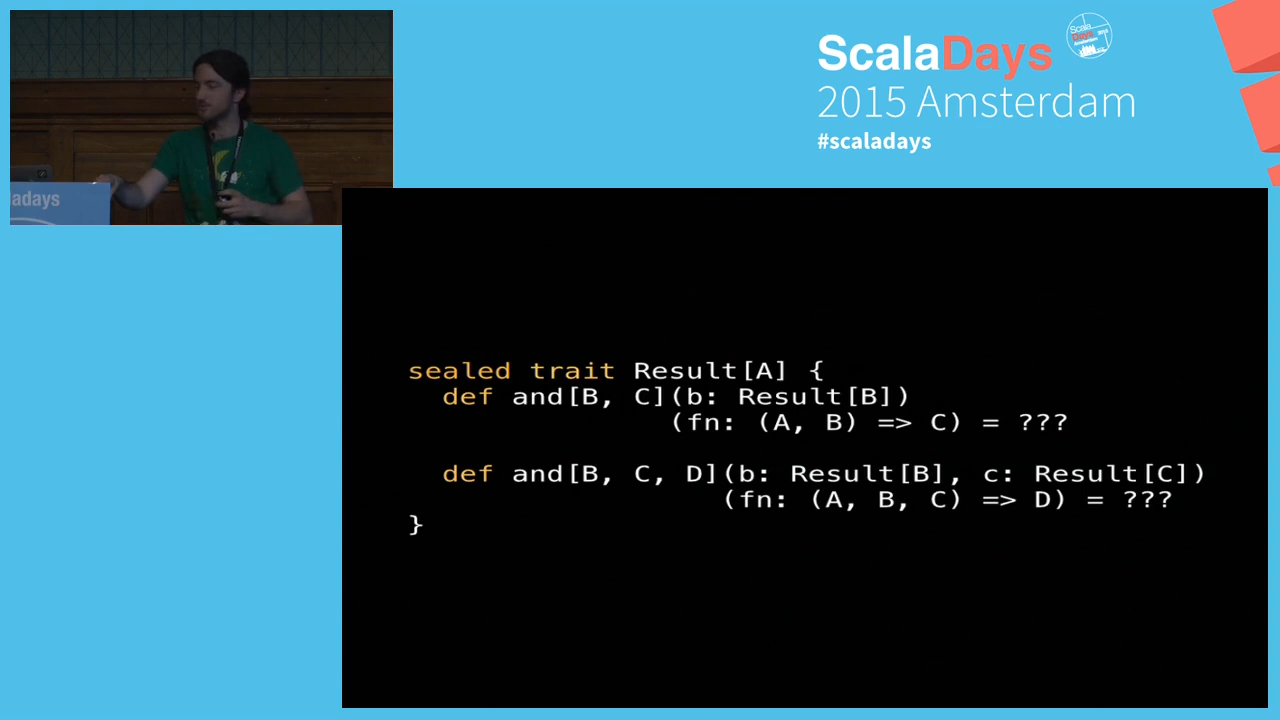 ScalaDays
2015 Amsterdam
#scaladays
adays
sealed trait Result[A] {
  def and[B, C](b: Result[B])
               (fn: (A, B) => C) = ???
  def and[B, C, D](b: Result[B], c: Result[C])
                  (fn: (A, B, C) => D) = ???
}